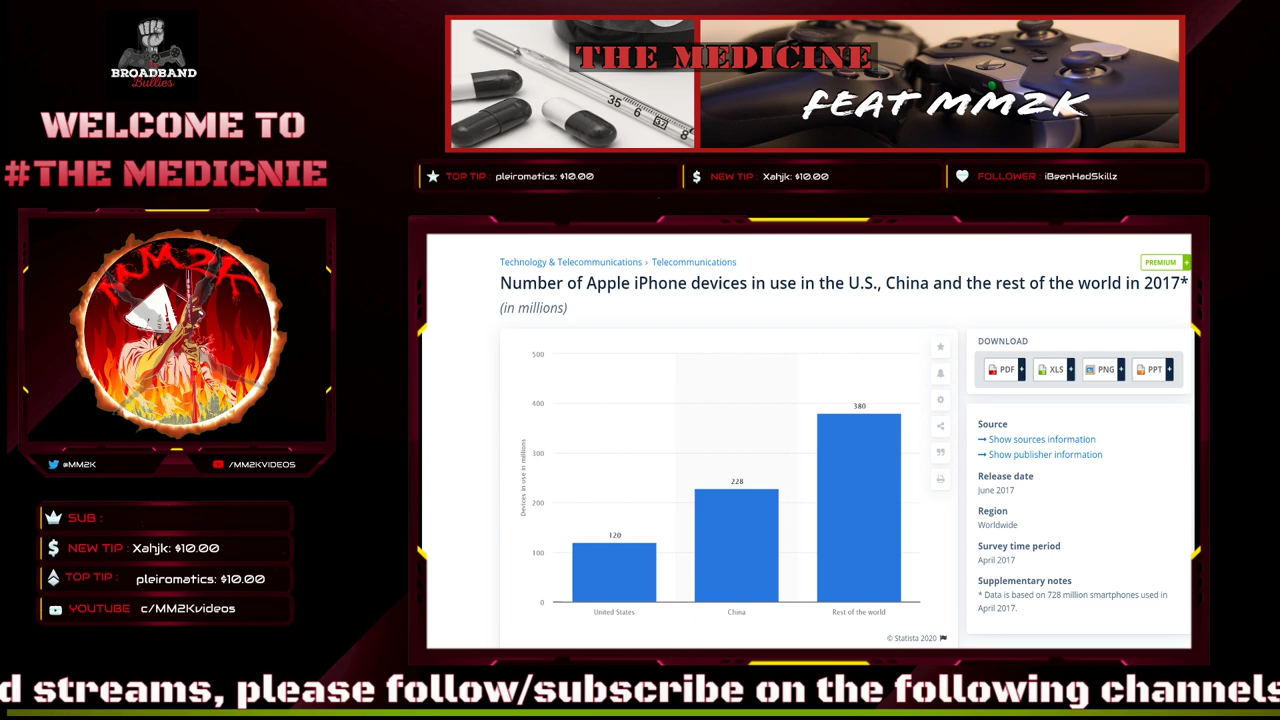 BROADBAND
Bullies
WELCOME TO
#THE MEDICNIE
MM2K
@MM2K
/MM2KVIDEOS
SUB :
NEW TIP : Xahjk: $10.00
TOP TIP : pleiromatics: $10.00
YOUTUBE c/MM2Kvideos
THE MEDICINE
FEAT MM2K
35
6
37
8
TOP TIP : pleiromatics: $10.00
NEW TIP : Xahjk: $10.00
FOLLOWER : iBeenHadSkillz
Technology & Telecommunications › Telecommunications
PREMIUM +
Number of Apple iPhone devices in use in the U.S., China and the rest of the world in 2017*
(in millions)
Devices in use in millions
500
400
300
200
100
0
120
228
380
United States
China
Rest of the world
© Statista 2020
DOWNLOAD
PDF +
XLS +
PNG +
PPT +
Source
→ Show sources information
→ Show publisher information
Release date
June 2017
Region
Worldwide
Survey time period
April 2017
Supplementary notes
* Data is based on 728 million smartphones used in
April 2017.
d streams, please follow/subscribe on the following channels